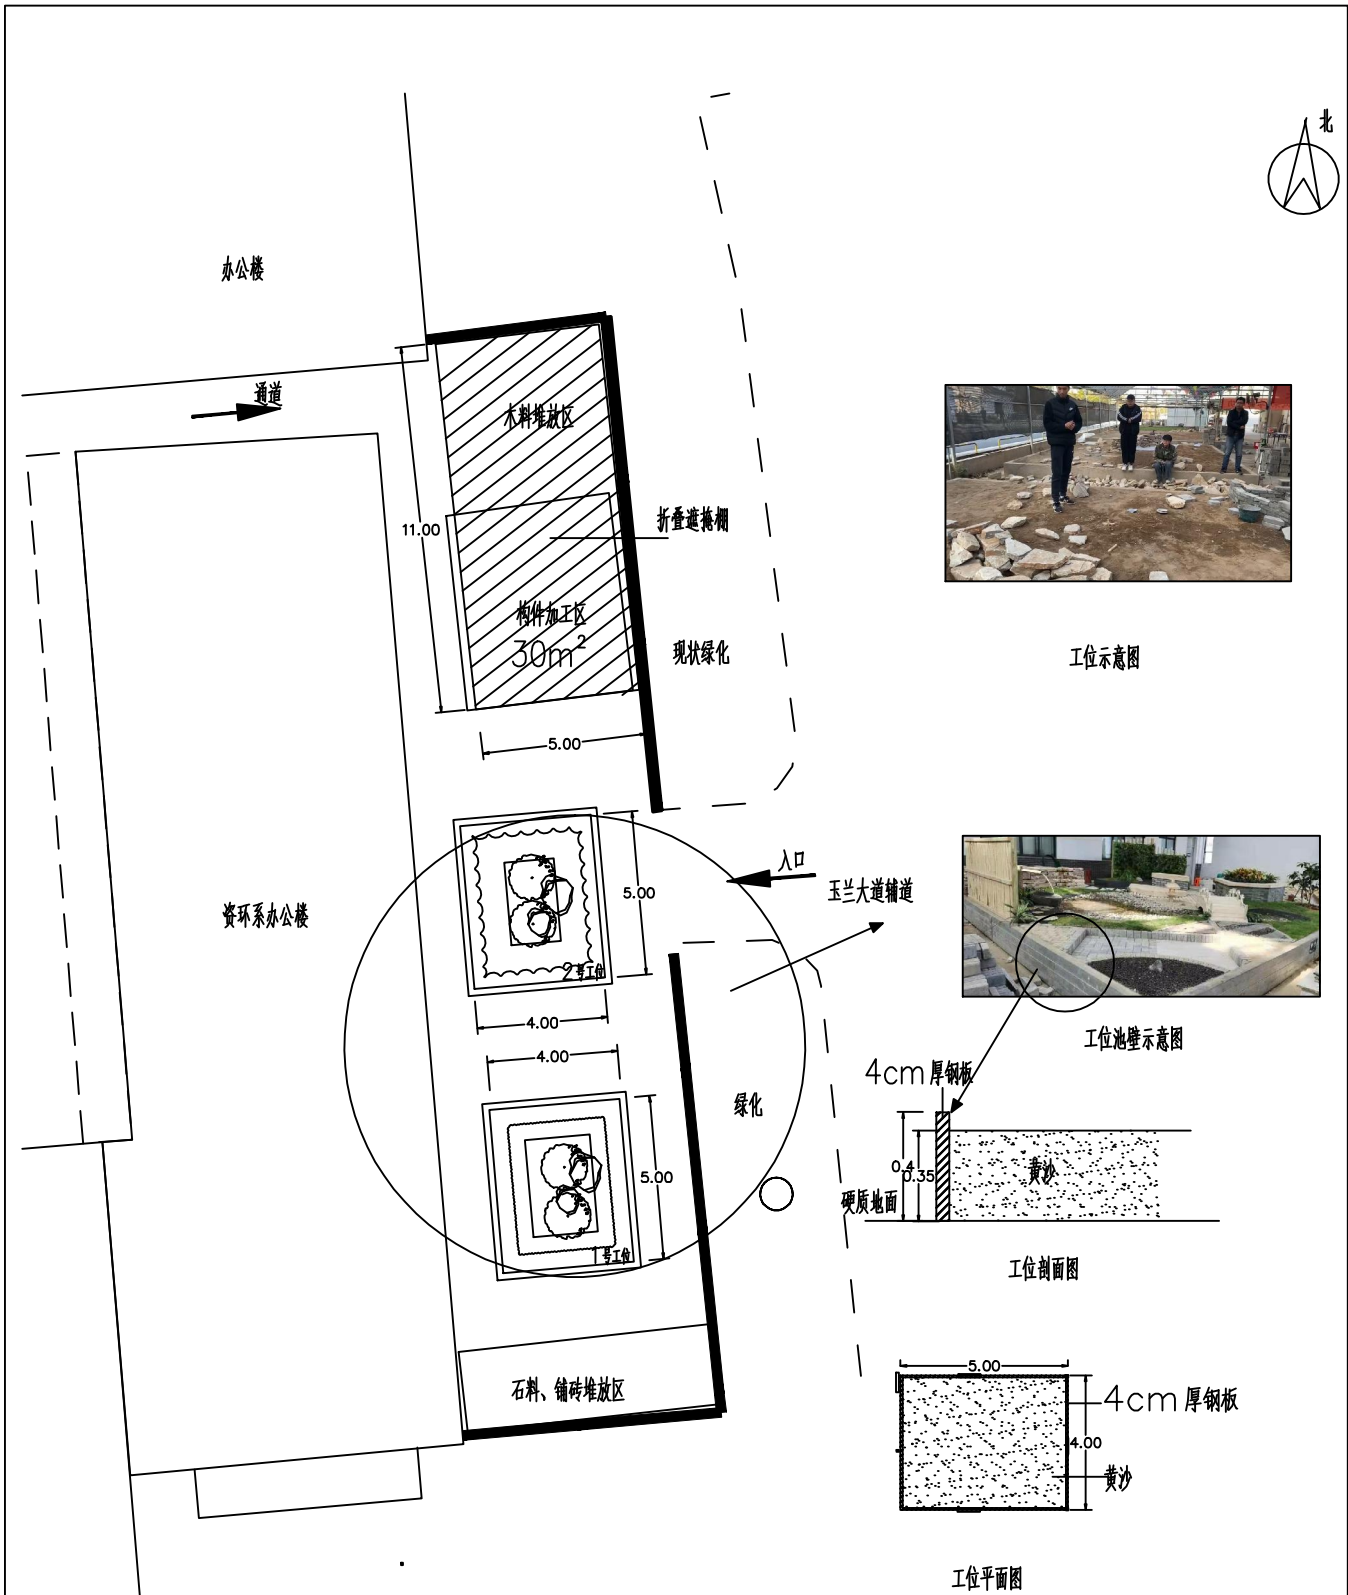 北
办公楼
通道
木料堆放区
11.00
折叠遮掩棚
构件加工区
30m²
现状绿化
工位示意图
5.00
入口
5.00
玉兰大道辅道
资环系办公楼
2号工位
4.00
工位池壁示意图
4.00
4cm厚钢板
绿化
5.00
0.4
0.35
黄沙
硬质地面
1号工位
工位剖面图
5.00
石料、铺砖堆放区
4cm厚钢板
4.00
黄沙
工位平面图